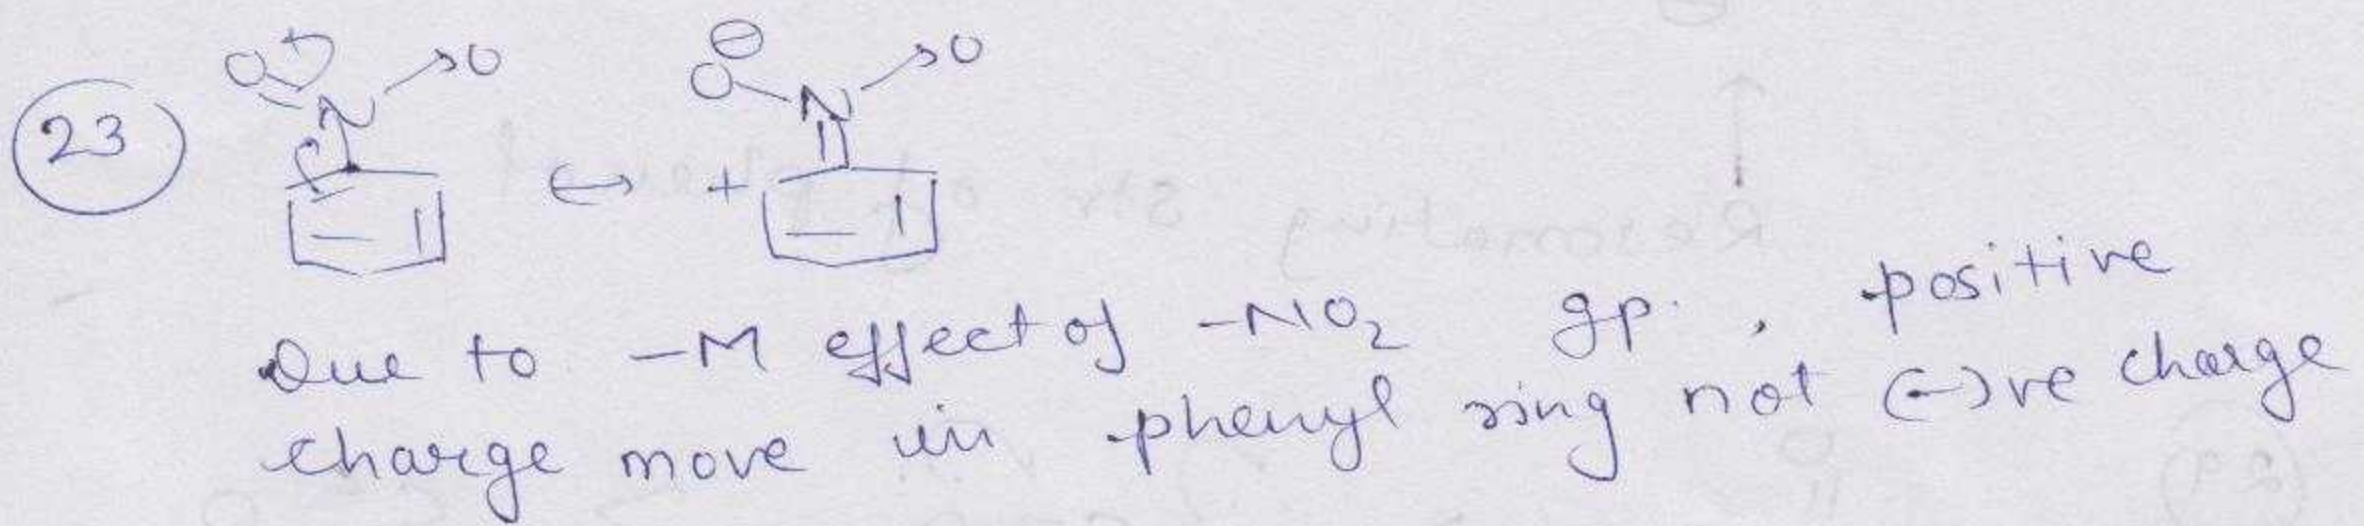 23
O N →O ↔ ⊖ O N →O +
Due to -M effect of -NO2 gp. , positive
charge move in phenyl ring not (-)ve charge